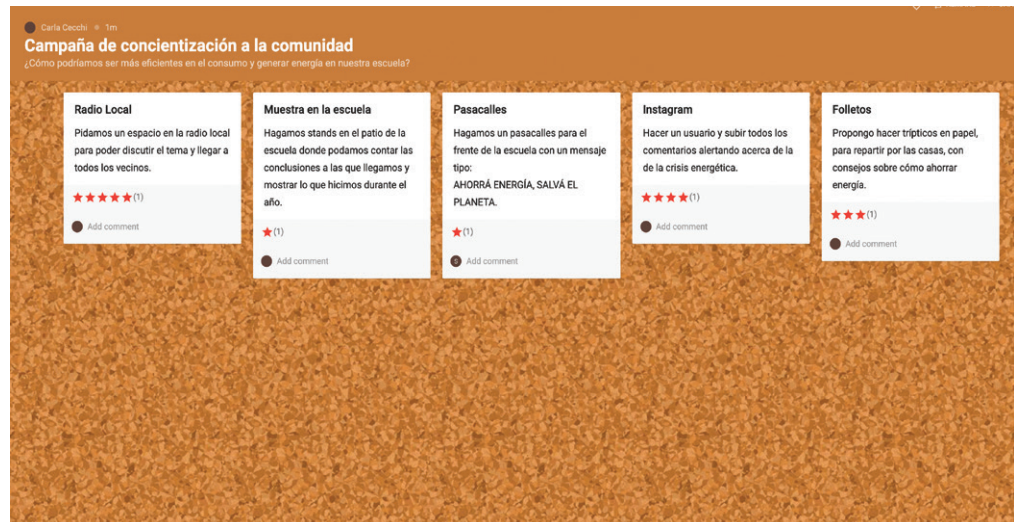 Carla Cecchi 1m
Campaña de concientización a la comunidad
¿Cómo podríamos ser más eficientes en el consumo y generar energía en nuestra escuela?
Radio Local
Pidamos un espacio en la radio local
para poder discutir el tema y llegar a
todos los vecinos.
(1)
Add comment
Muestra en la escuela
Hagamos stands en el patio de la
escuela donde podamos contar las
conclusiones a las que llegamos y
mostrar lo que hicimos durante el
año.
(1)
Add comment
Pasacalles
Hagamos un pasacalles para el
frente de la escuela con un mensaje
tipo:
AHORRÁ ENERGÍA, SALVÁ EL
PLANETA.
(1)
Add comment
Instagram
Hacer un usuario y subir todos los
comentarios alertando acerca de la
de la crisis energética.
(1)
Add comment
Folletos
Propongo hacer trípticos en papel,
para repartir por las casas, con
consejos sobre cómo ahorrar
energía.
(1)
Add comment